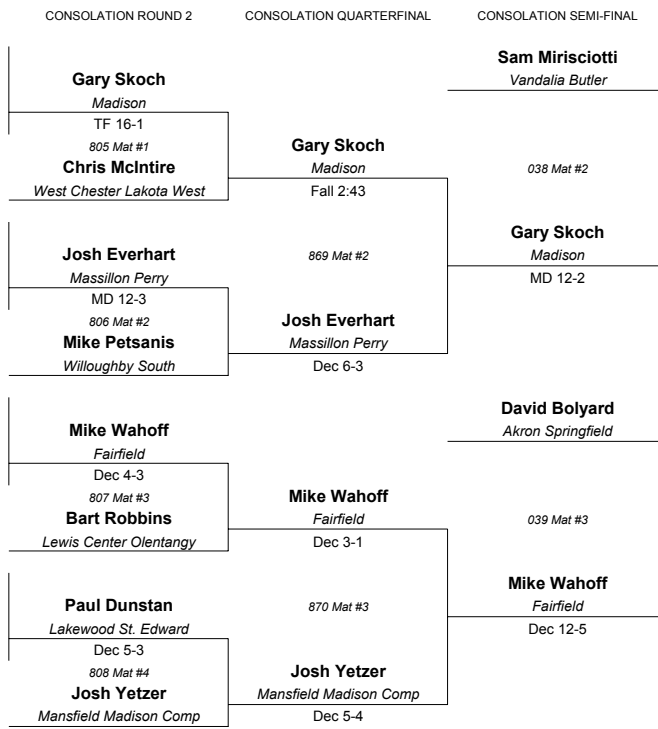 CONSOLATION ROUND 2
CONSOLATION QUARTERFINAL
CONSOLATION SEMI-FINAL
Gary Skoch
Madison
TF 16-1
805 Mat #1
Chris McIntire
West Chester Lakota West
Josh Everhart
Massillon Perry
MD 12-3
806 Mat #2
Mike Petsanis
Willoughby South
Mike Wahoff
Fairfield
Dec 4-3
807 Mat #3
Bart Robbins
Lewis Center Olentangy
Paul Dunstan
Lakewood St. Edward
Dec 5-3
808 Mat #4
Josh Yetzer
Mansfield Madison Comp
Gary Skoch
Madison
Fall 2:43
869 Mat #2
Josh Everhart
Massillon Perry
Dec 6-3
Mike Wahoff
Fairfield
Dec 3-1
870 Mat #3
Josh Yetzer
Mansfield Madison Comp
Dec 5-4
Sam Mirisciotti
Vandalia Butler
038 Mat #2
Gary Skoch
Madison
MD 12-2
David Bolyard
Akron Springfield
039 Mat #3
Mike Wahoff
Fairfield
Dec 12-5